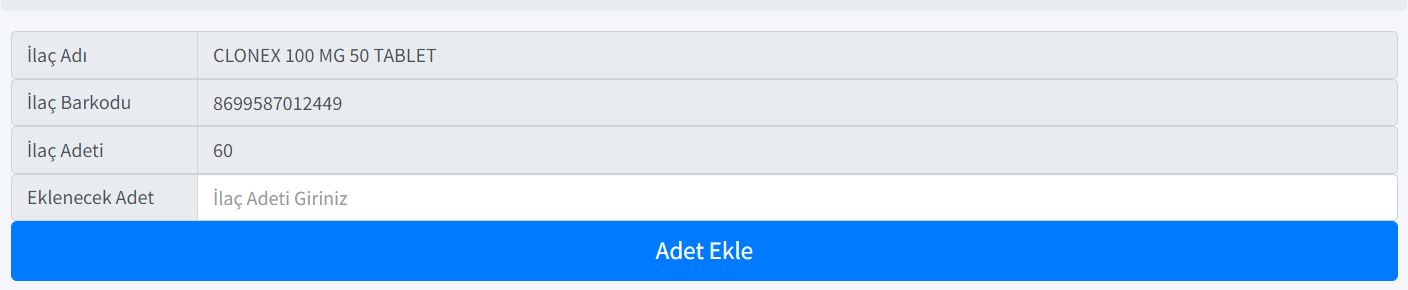 İlaç Adı CLONEX 100 MG 50 TABLET
İlaç Barkodu 8699587012449
İlaç Adeti 60
Eklenecek Adet İlaç Adeti Giriniz
Adet Ekle